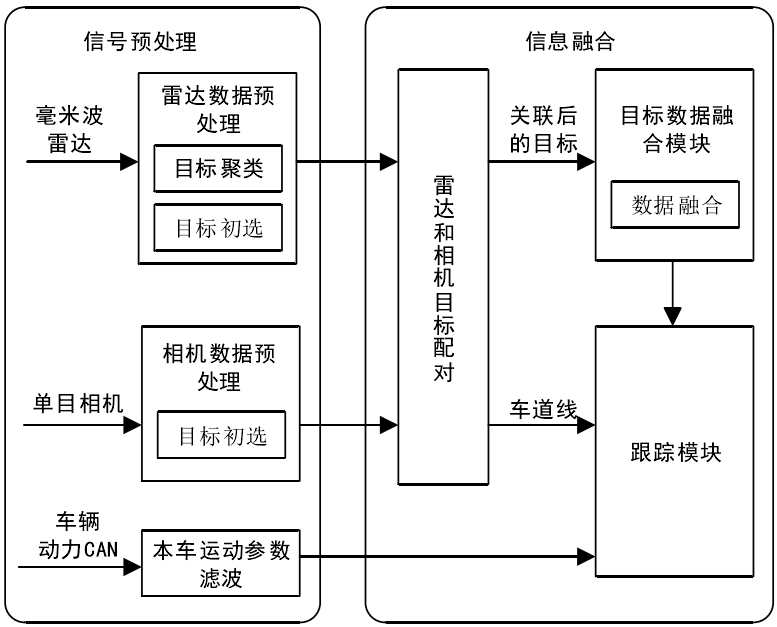 信号预处理
毫米波
雷达
雷达数据预
处理
目标聚类
目标初选
单目相机
相机数据预
处理
目标初选
车辆
动力CAN
本车运动参数
滤波
信息融合
雷达和相机目标配对
关联后
的目标
目标数据融
合模块
数据融合
车道线
跟踪模块